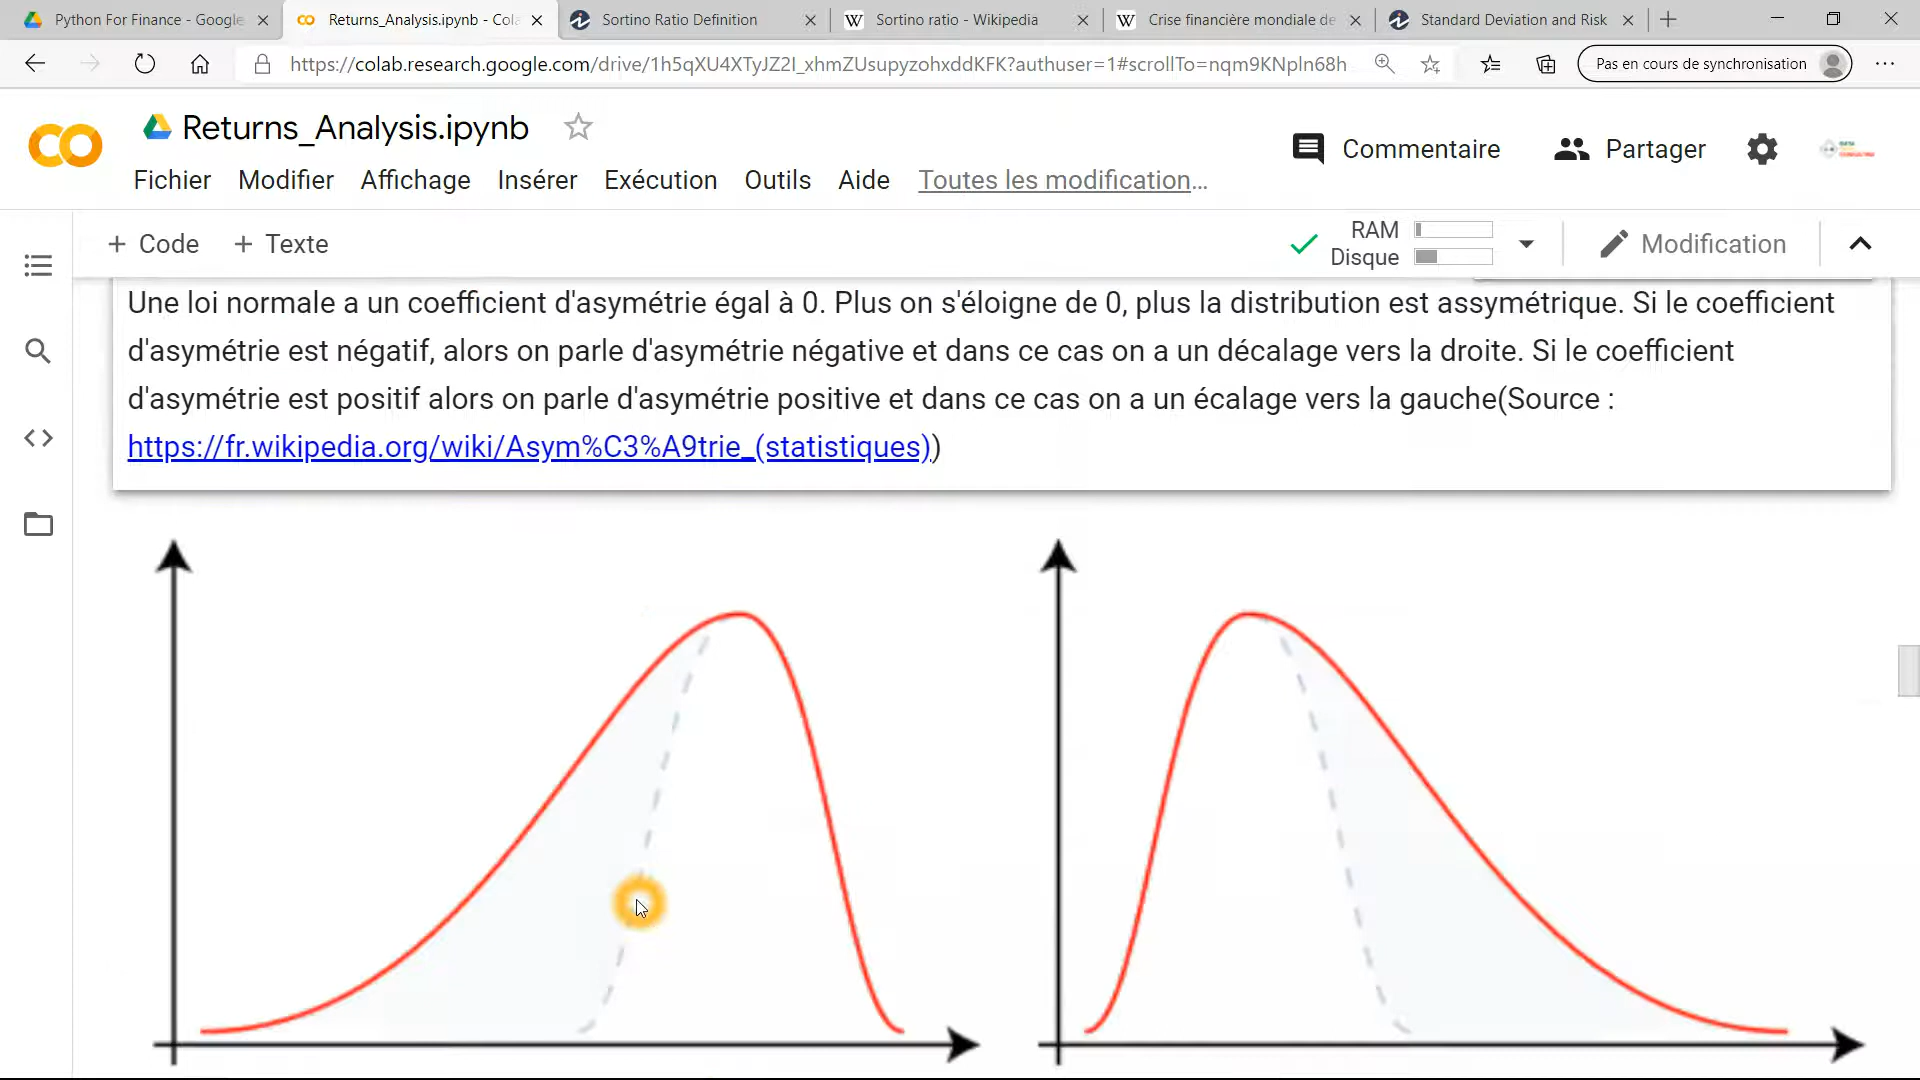 Python For Finance - Google
Returns_Analysis.ipynb - Cola
Sortino Ratio Definition
Sortino ratio - Wikipedia
Crise financière mondiale de
Standard Deviation and Risk
https://colab.research.google.com/drive/1h5qXU4XTyJZ2I_xhmZUsupyzohxddKFK?authuser=1#scrollTo=nqm9KNpln68h
Pas en cours de synchronisation
Returns_Analysis.ipynb
Commentaire
Partager
Fichier Modifier Affichage Insérer Exécution Outils Aide Toutes les modification…
+ Code + Texte
RAM
Disque
Modification
Une loi normale a un coefficient d'asymétrie égal à 0. Plus on s'éloigne de 0, plus la distribution est assymétrique. Si le coefficient
d'asymétrie est négatif, alors on parle d'asymétrie négative et dans ce cas on a un décalage vers la droite. Si le coefficient
d'asymétrie est positif alors on parle d'asymétrie positive et dans ce cas on a un écalage vers la gauche(Source :
https://fr.wikipedia.org/wiki/Asym%C3%A9trie_(statistiques))